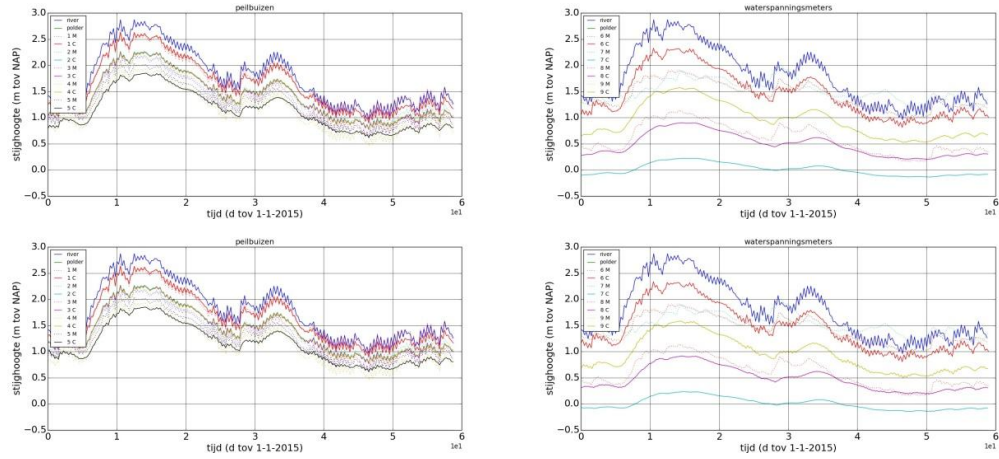 peilbuizen
stijghoogte (m tov NAP)
3.0
2.5
2.0
1.5
1.0
0.5
0.0
−0.5
river
polder
1 M
1 C
2 M
2 C
3 M
3 C
4 M
4 C
5 M
5 C
0
1
2
3
4
5
6
1e1
tijd (d tov 1-1-2015)
waterspanningsmeters
stijghoogte (m tov NAP)
3.0
2.5
2.0
1.5
1.0
0.5
0.0
−0.5
river
polder
6 M
6 C
7 M
7 C
8 M
8 C
9 M
9 C
0
1
2
3
4
5
6
1e1
tijd (d tov 1-1-2015)
peilbuizen
stijghoogte (m tov NAP)
3.0
2.5
2.0
1.5
1.0
0.5
0.0
−0.5
river
polder
1 M
1 C
2 M
2 C
3 M
3 C
4 M
4 C
5 M
5 C
0
1
2
3
4
5
6
1e1
tijd (d tov 1-1-2015)
waterspanningsmeters
stijghoogte (m tov NAP)
3.0
2.5
2.0
1.5
1.0
0.5
0.0
−0.5
river
polder
6 M
6 C
7 M
7 C
8 M
8 C
9 M
9 C
0
1
2
3
4
5
6
1e1
tijd (d tov 1-1-2015)